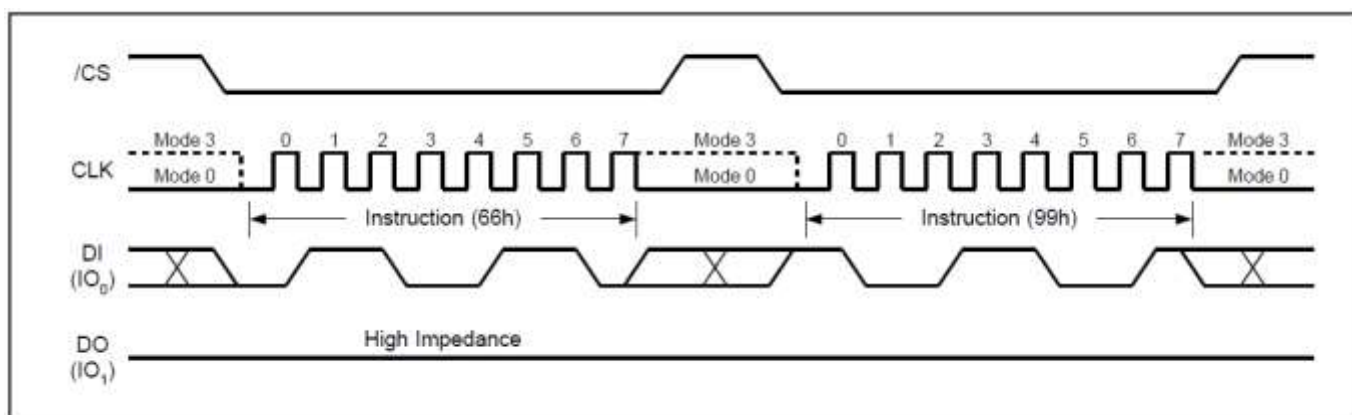 /CS
Mode 3 0 1 2 3 4 5 6 7 Mode 3 0 1 2 3 4 5 6 7 Mode 3
CLK
Mode 0 Mode 0 Mode 0
Instruction (66h) Instruction (99h)
DI
(IO₀)
High Impedance
DO
(IO₁)